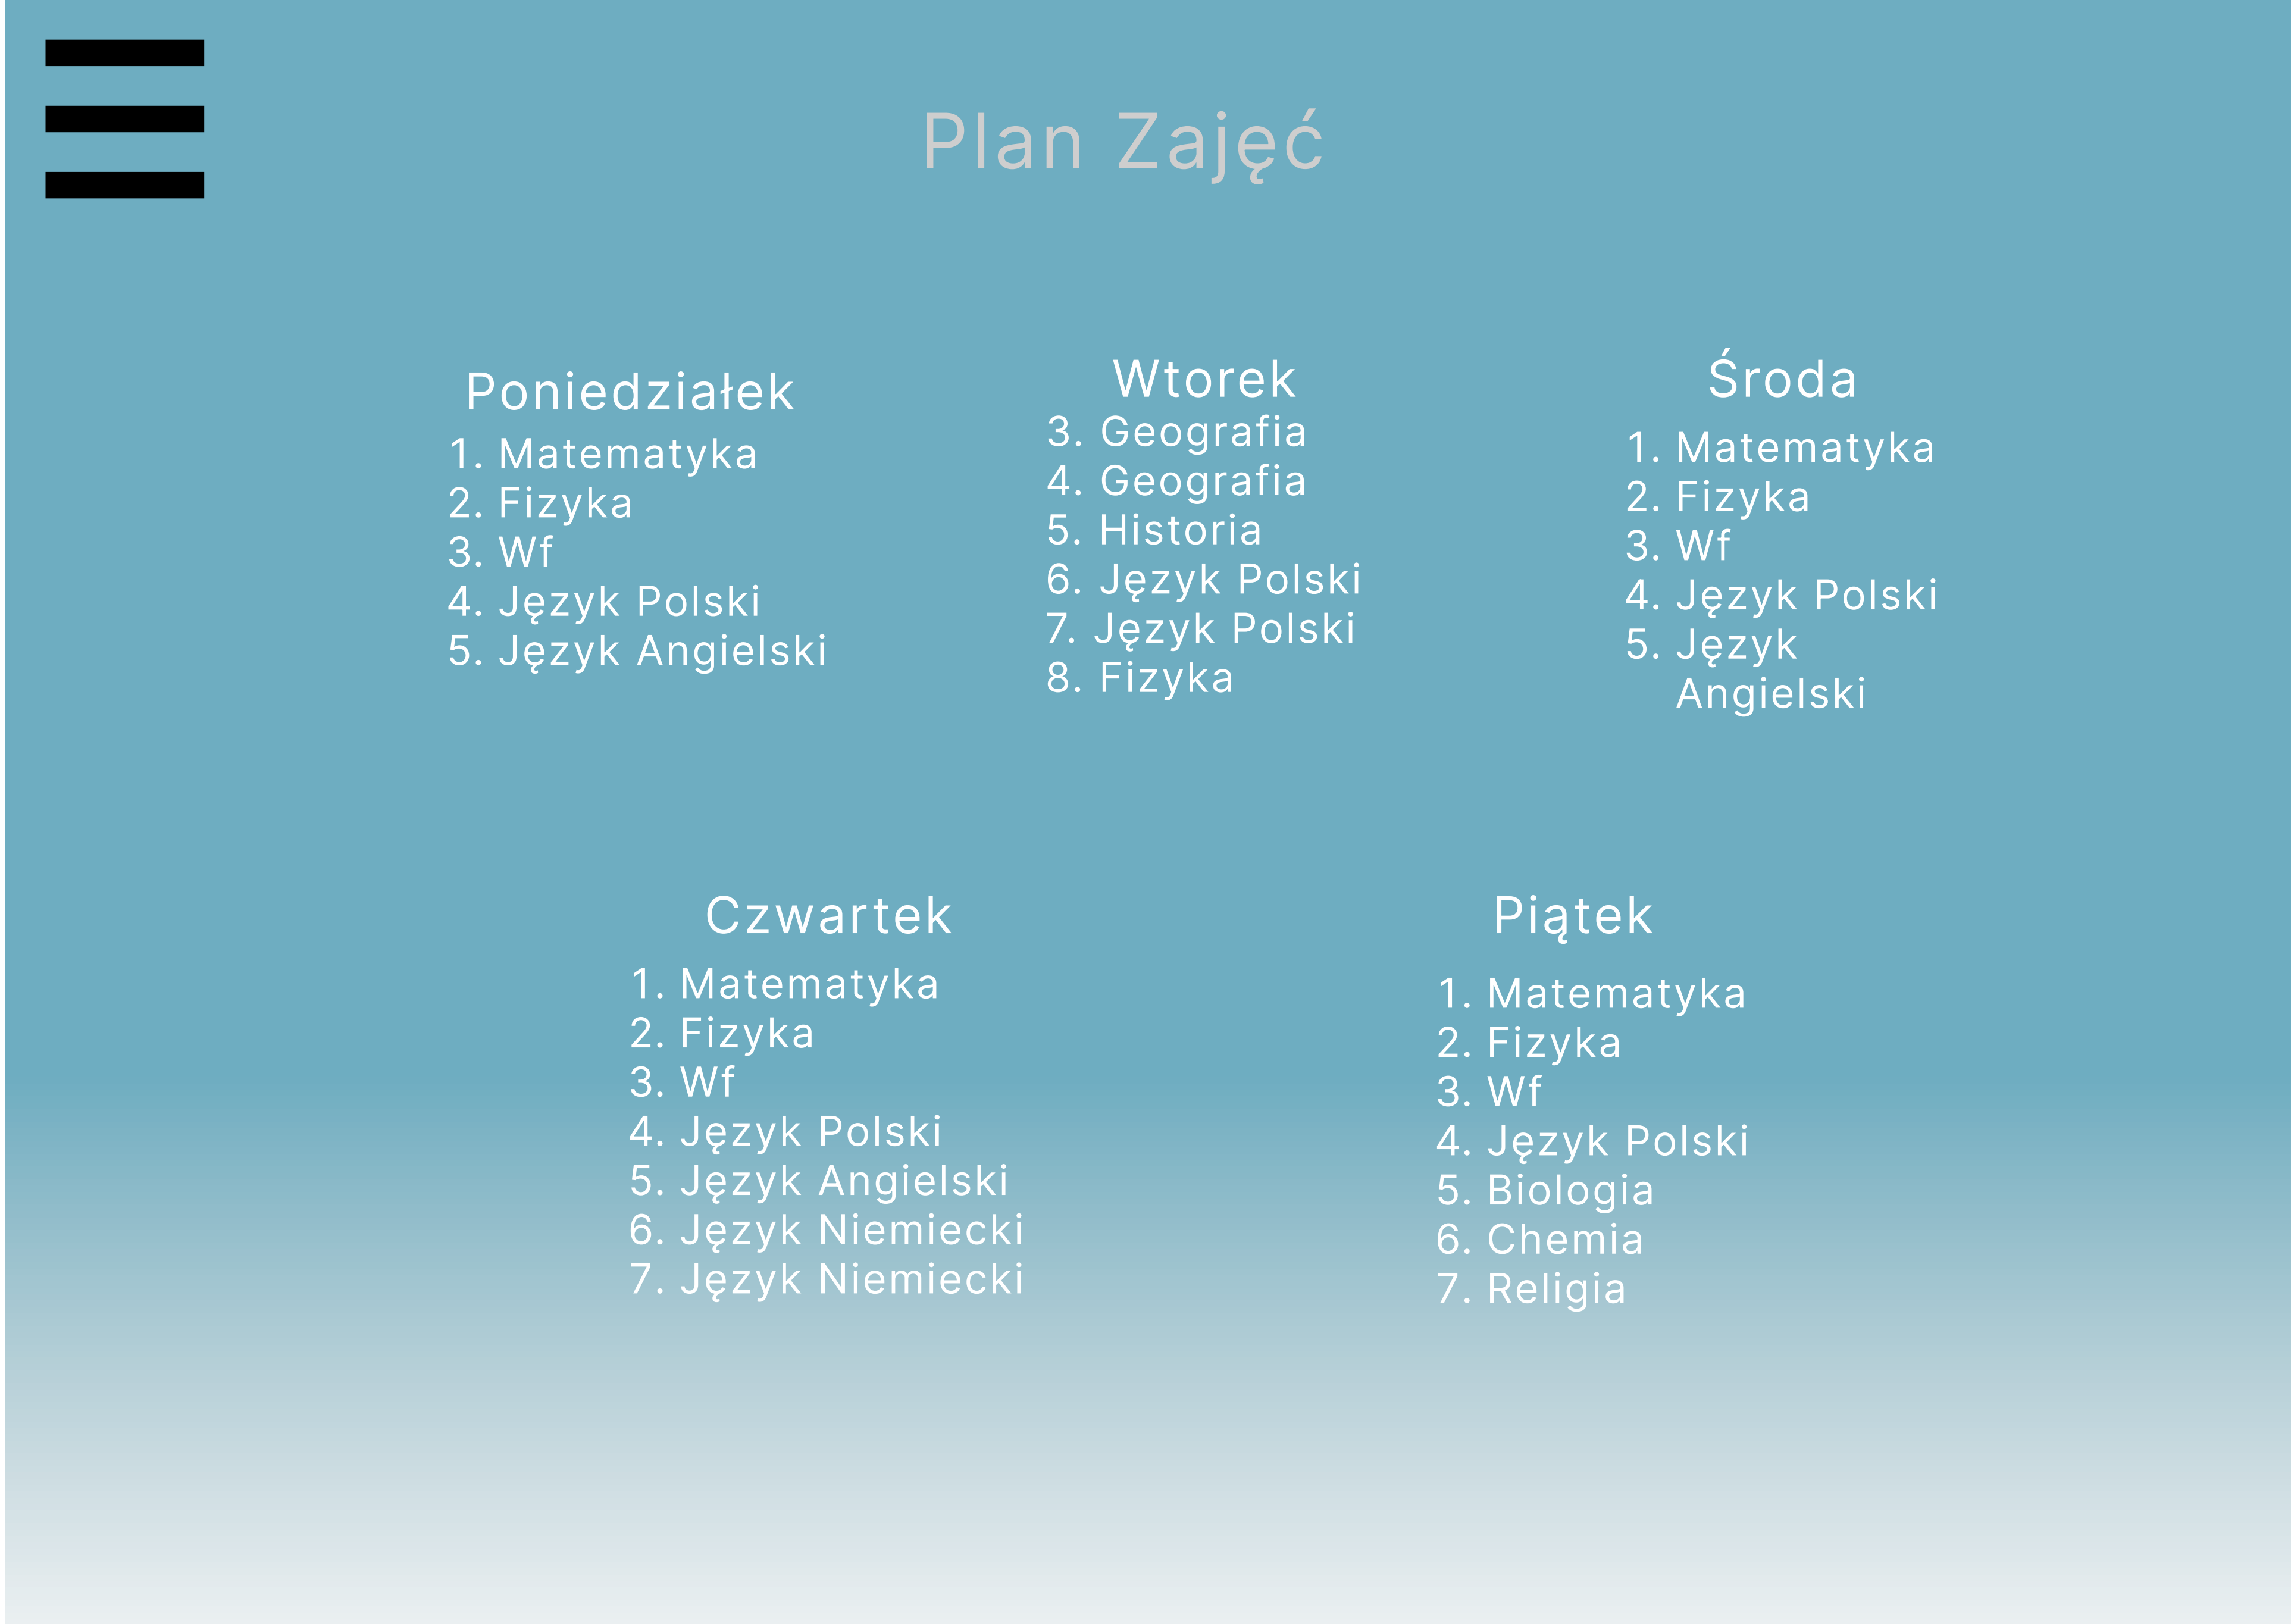 Plan Zajęć
Poniedziałek
1. Matematyka
2. Fizyka
3. Wf
4. Język Polski
5. Język Angielski
Wtorek
3. Geografia
4. Geografia
5. Historia
6. Język Polski
7. Język Polski
8. Fizyka
Środa
1. Matematyka
2. Fizyka
3. Wf
4. Język Polski
5. Język
Angielski
Czwartek
1. Matematyka
2. Fizyka
3. Wf
4. Język Polski
5. Język Angielski
6. Język Niemiecki
7. Język Niemiecki
Piątek
1. Matematyka
2. Fizyka
3. Wf
4. Język Polski
5. Biologia
6. Chemia
7. Religia